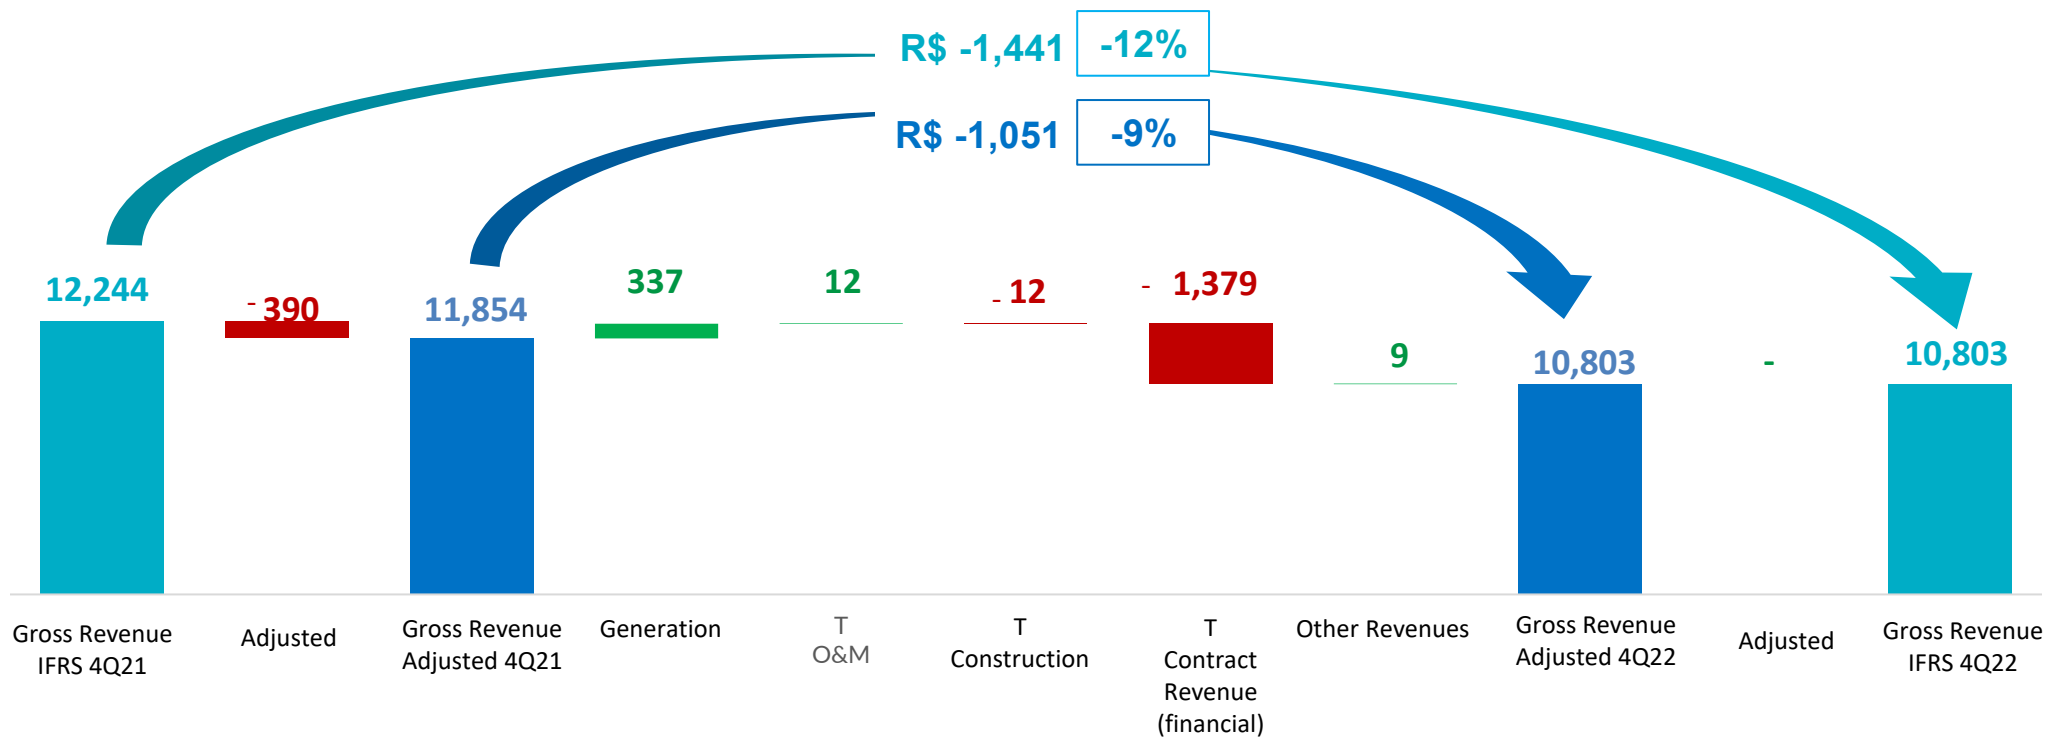 R$ -1,441 -12%
R$ -1,051 -9%
12,244
- 390
11,854
337
12
- 12
- 1,379
9
10,803
-
10,803
Gross Revenue
IFRS 4Q21
Adjusted
Gross Revenue
Adjusted 4Q21
Generation
T
O&M
T
Construction
T
Contract
Revenue
(financial)
Other Revenues
Gross Revenue
Adjusted 4Q22
Adjusted
Gross Revenue
IFRS 4Q22